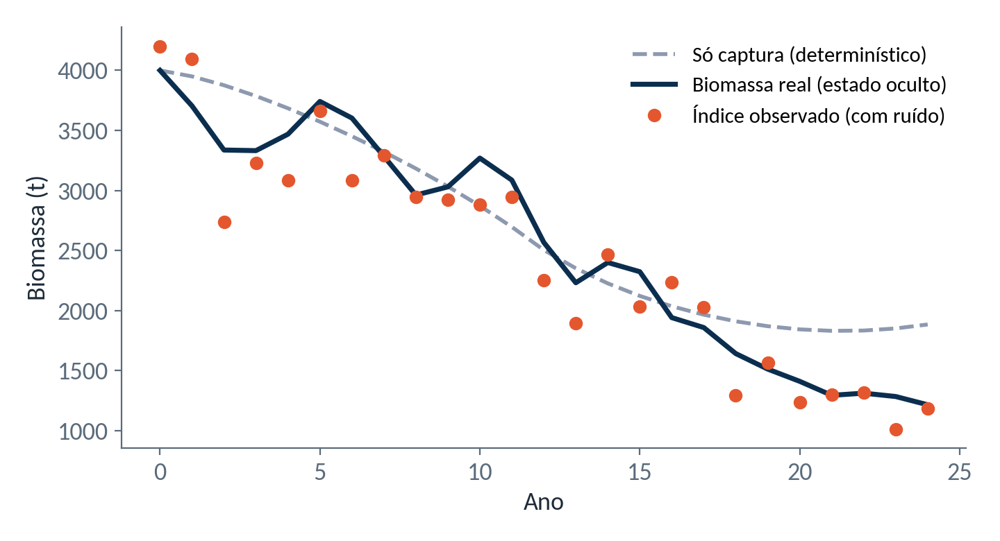 Só captura (determinístico)
Biomassa real (estado oculto)
Índice observado (com ruído)
Biomassa (t)
4000
3500
3000
2500
2000
1500
1000
0 5 10 15 20 25
Ano